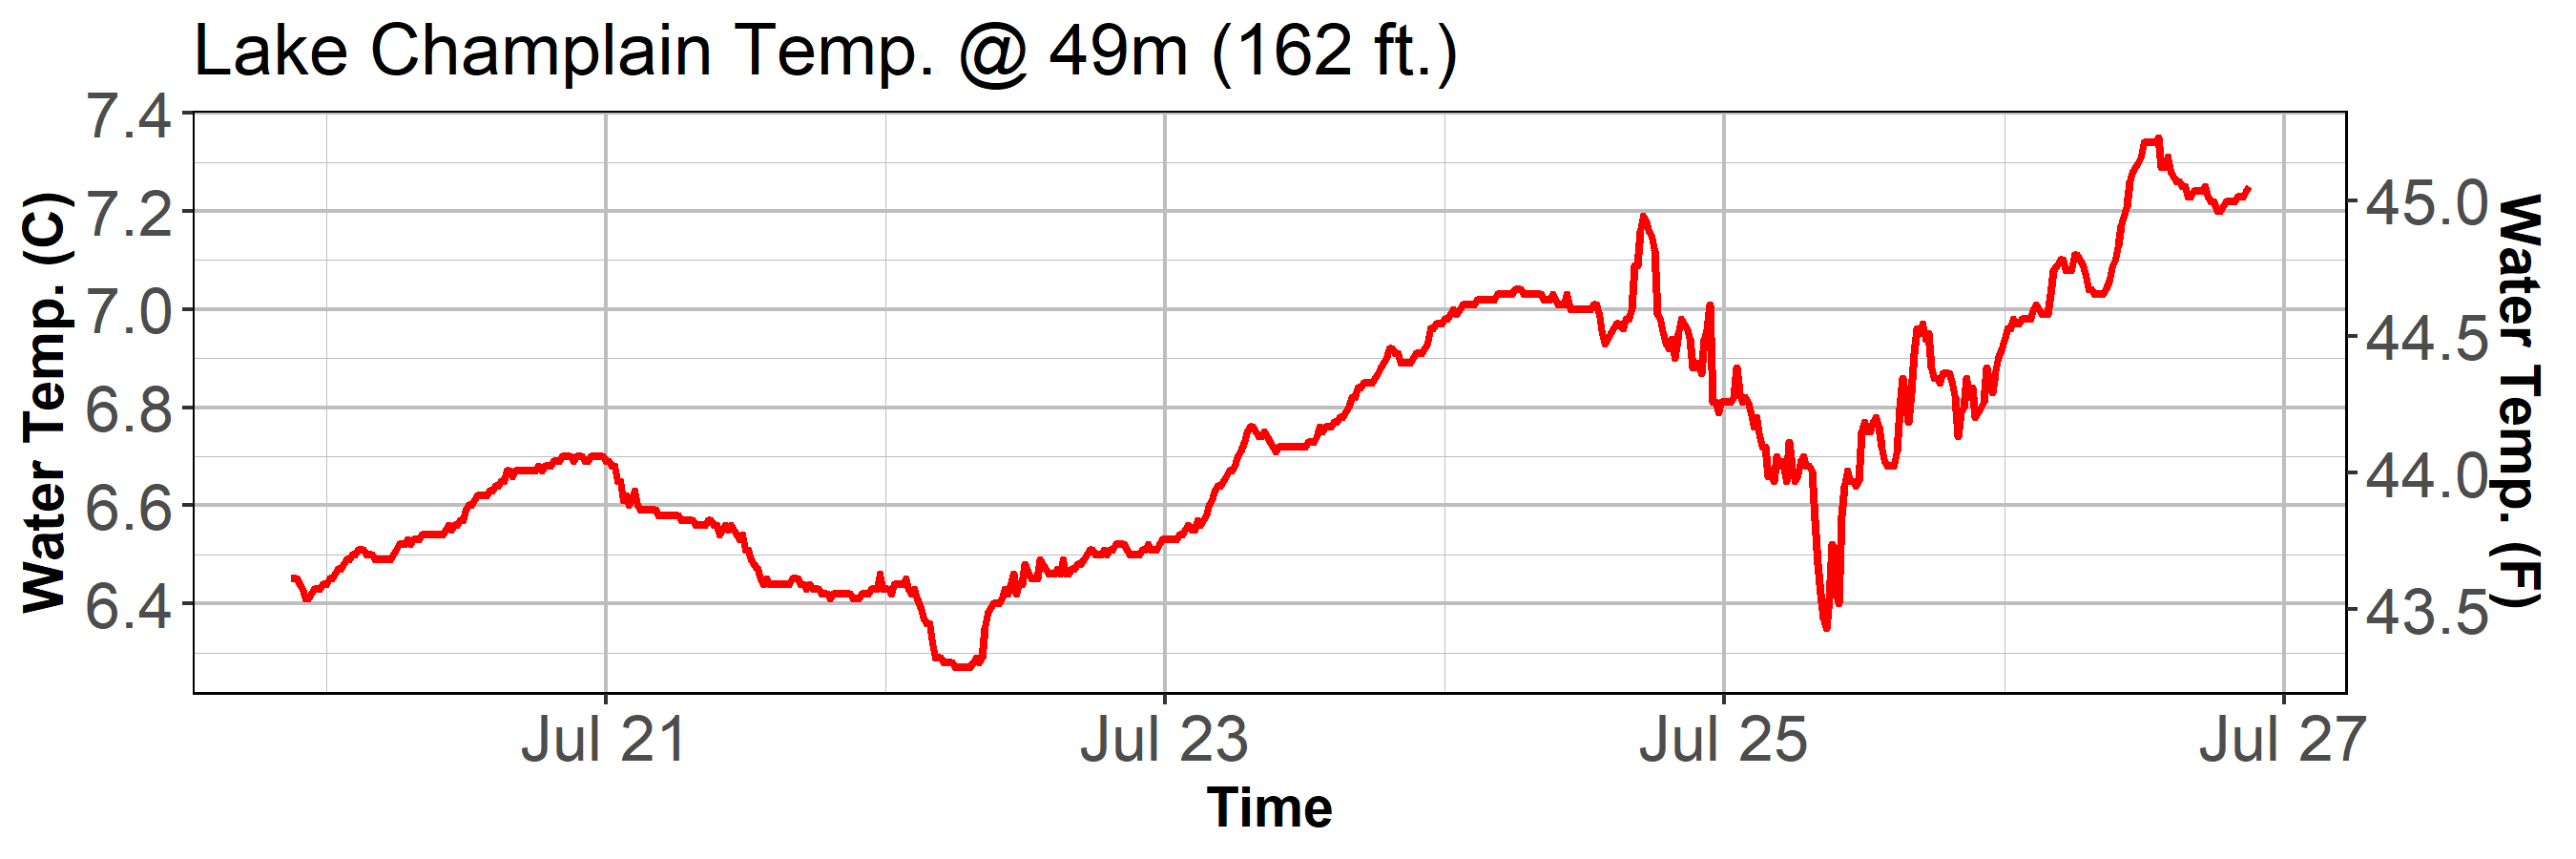 Lake Champlain Temp. @ 49m (162 ft.)
Water Temp. (C)
7.4
7.2
7.0
6.8
6.6
6.4
45.0
44.5
44.0
43.5
Water Temp. (F)
Jul 21 Jul 23 Jul 25 Jul 27
Time